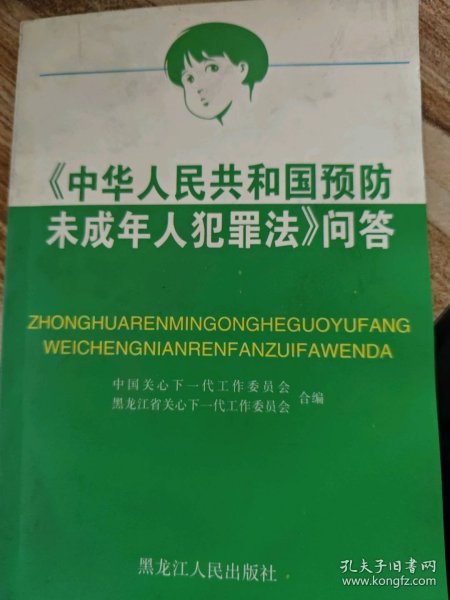 《中华人民共和国预防
未成年人犯罪法》问答
ZHONGHUARENMINGONGHEGUOYUFANG
WEICHENGNIANRENFANZUIFAWENDA
中国关心下一代工作委员会
黑龙江省关心下一代工作委员会 合编
黑龙江人民出版社
孔夫子旧书网
www.kongfz.com